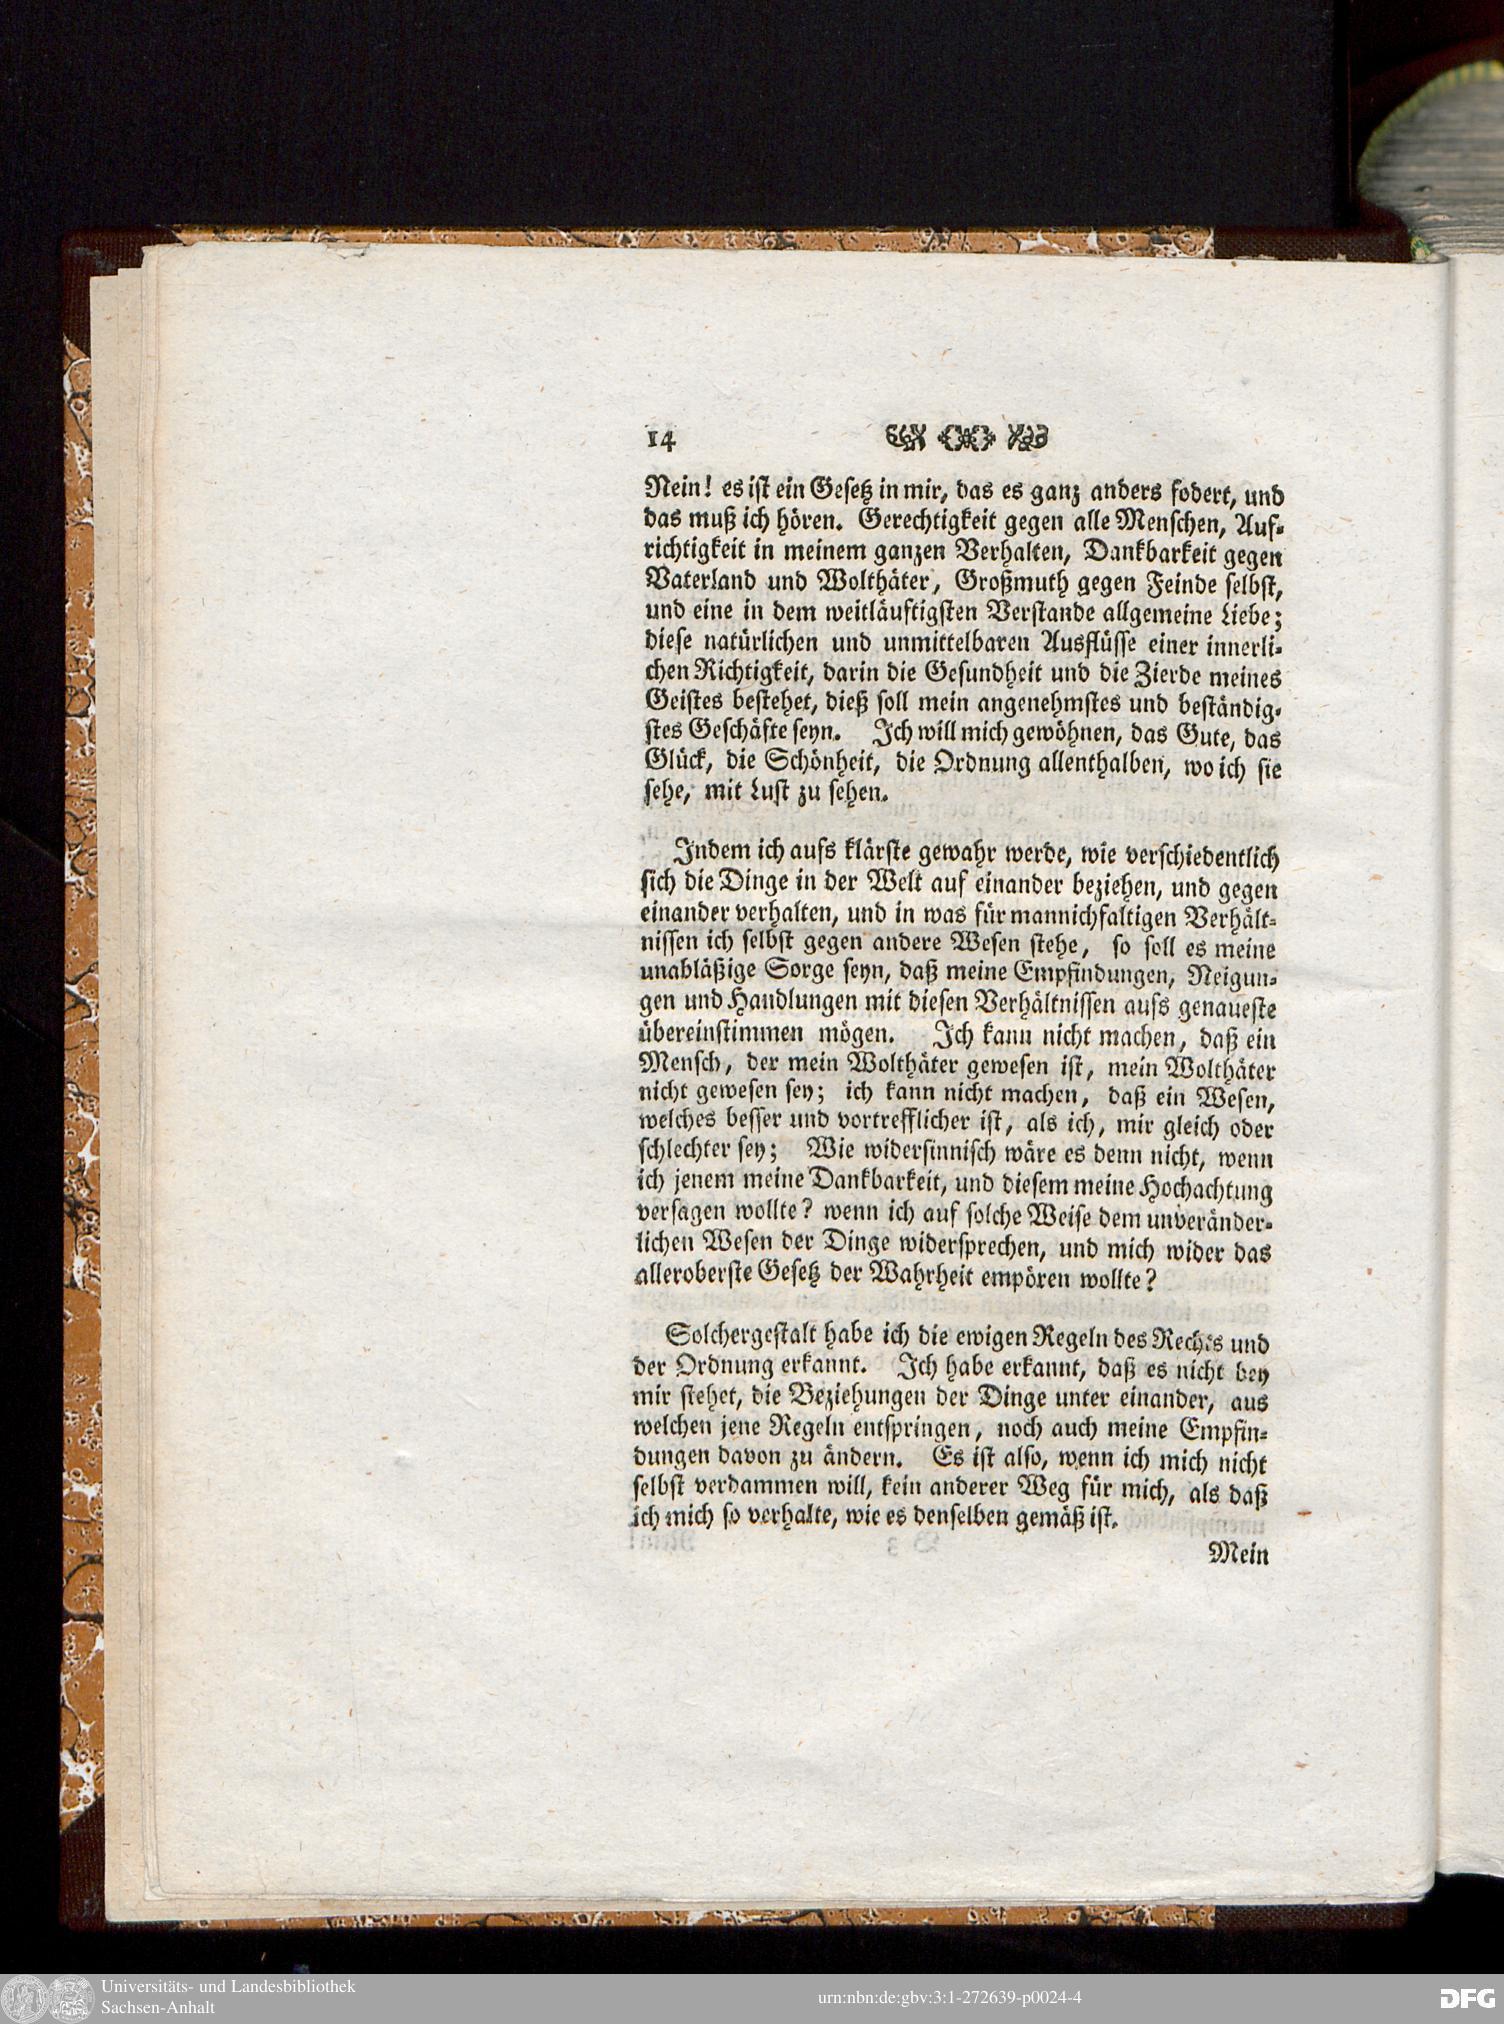 14
Nein! es ist ein Gesetz in mir, das es ganz anders fodert, und
das muß ich hören. Gerechtigkeit gegen alle Menschen, Auf-
richtigkeit in meinem ganzen Verhalten, Dankbarkeit gegen
Vaterland und Wolthäter, Großmuth gegen Feinde selbst,
und eine in dem weitläuftigsten Verstande allgemeine Liebe;
diese natürlichen und unmittelbaren Ausflüsse einer innerli-
chen Richtigkeit, darin die Gesundheit und die Zierde meines
Geistes bestehet, dieß soll mein angenehmstes und beständig-
stes Geschäfte seyn. Ich will mich gewöhnen, das Gute, das
Glück, die Schönheit, die Ordnung allenthalben, wo ich sie
sehe, mit Lust zu sehen.
Indem ich aufs klärste gewahr werde, wie verschiedentlich
sich die Dinge in der Welt auf einander beziehen, und gegen
einander verhalten, und in was für mannichfaltigen Verhält-
nissen ich selbst gegen andere Wesen stehe, so soll es meine
unabläßige Sorge seyn, daß meine Empfindungen, Neigun-
gen und Handlungen mit diesen Verhältnissen aufs genaueste
übereinstimmen mögen. Ich kann nicht machen, daß ein
Mensch, der mein Wolthäter gewesen ist, mein Wolthäter
nicht gewesen sey; ich kann nicht machen, daß ein Wesen,
welches besser und vortrefflicher ist, als ich, mir gleich oder
schlechter sey; Wie widersinnisch wäre es denn nicht, wenn
ich jenem meine Dankbarkeit, und diesem meine Hochachtung
versagen wollte? wenn ich auf solche Weise dem unveränder-
lichen Wesen der Dinge widersprechen, und mich wider das
alleroberste Gesetz der Wahrheit empören wollte?
Solchergestalt habe ich die ewigen Regeln des Rechts und
der Ordnung erkannt. Ich habe erkannt, daß es nicht bey
mir stehet, die Beziehungen der Dinge unter einander, aus
welchen jene Regeln entspringen, noch auch meine Empfin-
dungen davon zu ändern. Es ist also, wenn ich mich nicht
selbst verdammen will, kein anderer Weg für mich, als daß
ich mich so verhalte, wie es denselben gemäß ist.
Mein
Universitäts- und Landesbibliothek
Sachsen-Anhalt
urn:nbn:de:gbv:3:1-272639-p0024-4
DFG